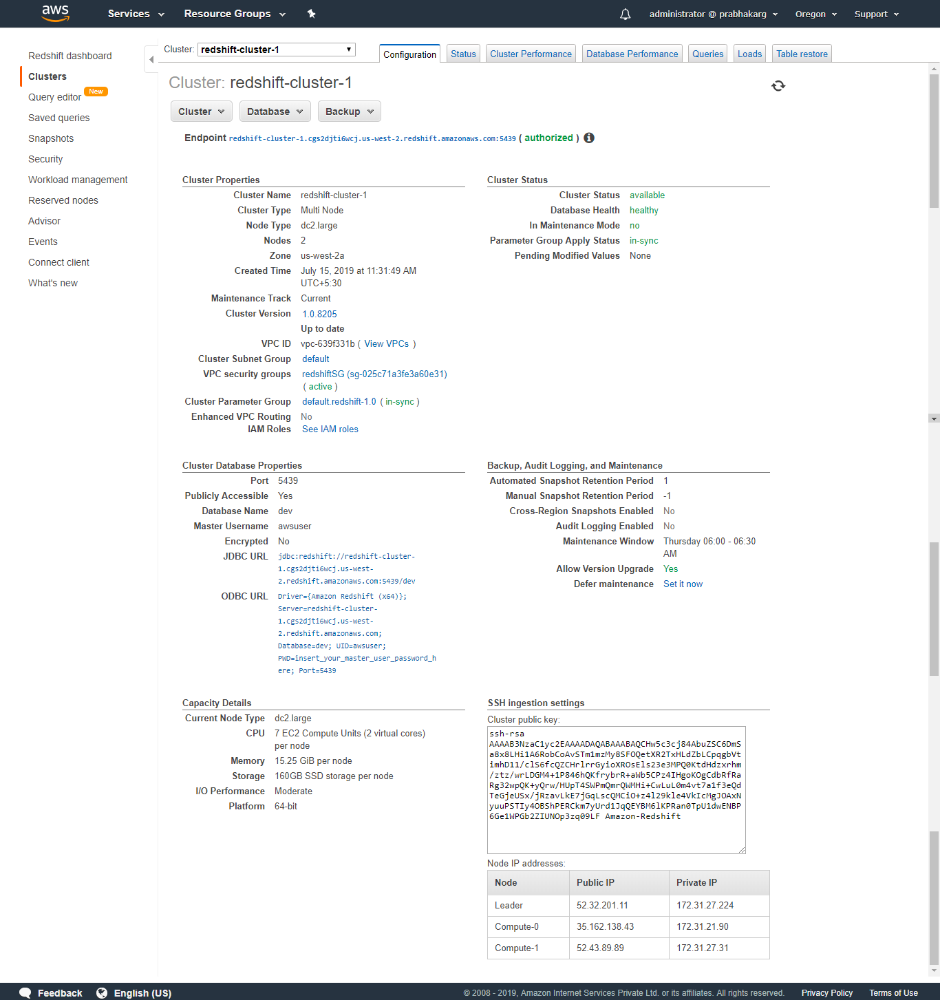 aws Services Resource Groups administrator @ prabhakarg Oregon Support
Redshift dashboard
Clusters
Query editor New
Saved queries
Snapshots
Security
Workload management
Reserved nodes
Advisor
Events
Connect client
What's new
Cluster: redshift-cluster-1 Configuration Status Cluster Performance Database Performance Queries Loads Table restore
Cluster: redshift-cluster-1
Cluster Database Backup
Endpoint redshift-cluster-1.cgs2djti6wcj.us-west-2.redshift.amazonaws.com:5439 ( authorized )
Cluster Properties
Cluster Name redshift-cluster-1
Cluster Type Multi Node
Node Type dc2.large
Nodes 2
Zone us-west-2a
Created Time July 15, 2019 at 11:31:49 AM
UTC+5:30
Maintenance Track Current
Cluster Version 1.0.8205
Up to date
VPC ID vpc-639f331b ( View VPCs )
Cluster Subnet Group default
VPC security groups redshiftSG (sg-025c71a3fe3a60e31)
( active )
Cluster Parameter Group default.redshift-1.0 ( in-sync )
Enhanced VPC Routing No
IAM Roles See IAM roles
Cluster Status
Cluster Status available
Database Health healthy
In Maintenance Mode no
Parameter Group Apply Status in-sync
Pending Modified Values None
Cluster Database Properties
Port 5439
Publicly Accessible Yes
Database Name dev
Master Username awsuser
Encrypted No
JDBC URL jdbc:redshift://redshift-cluster-
1.cgs2djti6wcj.us-west-
2.redshift.amazonaws.com:5439/dev
ODBC URL Driver={Amazon Redshift (x64)};
Server=redshift-cluster-
1.cgs2djti6wcj.us-west-
2.redshift.amazonaws.com;
Database=dev; UID=awsuser;
PWD=insert_your_master_user_password_h
ere; Port=5439
Backup, Audit Logging, and Maintenance
Automated Snapshot Retention Period 1
Manual Snapshot Retention Period -1
Cross-Region Snapshots Enabled No
Audit Logging Enabled No
Maintenance Window Thursday 06:00 - 06:30
AM
Allow Version Upgrade Yes
Defer maintenance Set it now
Capacity Details
Current Node Type dc2.large
CPU 7 EC2 Compute Units (2 virtual cores)
per node
Memory 15.25 GiB per node
Storage 160GB SSD storage per node
I/O Performance Moderate
Platform 64-bit
SSH ingestion settings
Cluster public key:
ssh-rsa
AAAAB3NzaC1yc2EAAAADAQABAAABAQCHw5c3cj84AbuZSC6DmS
a8x8LHi1A6RobCoAvSTm1mzMy8SFOQetXR2TxHLdZbLCpqgbVt
imhD11/clS6fcQZCHrlrrGyioXROsEls23e3MPQ0KtdHdzxrhm
/ztz/wrLDGM4+1P846hQKfrybrR+aWb5CPz4IHgoKOgCdbRfRa
Rg32wpQK+yQrw/HUpT4SWPmQmrQWMHi+CwLuL0m4vt7a1f3eQd
TeGjeUSx/jRzavLkE7jGqLscQMCiO+z4l29kle4VkIcMgJOAxN
yuuPSTIy4OBShPERCkm7yUrd1JqQEYBM6lKPRan0TpU1dwENBP
6Ge1WPGb2ZIUNOp3zq09LF Amazon-Redshift
Node IP addresses:
Node Public IP Private IP
Leader 52.32.201.11 172.31.27.224
Compute-0 35.162.138.43 172.31.21.90
Compute-1 52.43.89.89 172.31.27.31
Feedback English (US) © 2008 - 2019, Amazon Internet Services Private Ltd. or its affiliates. All rights reserved. Privacy Policy Terms of Use